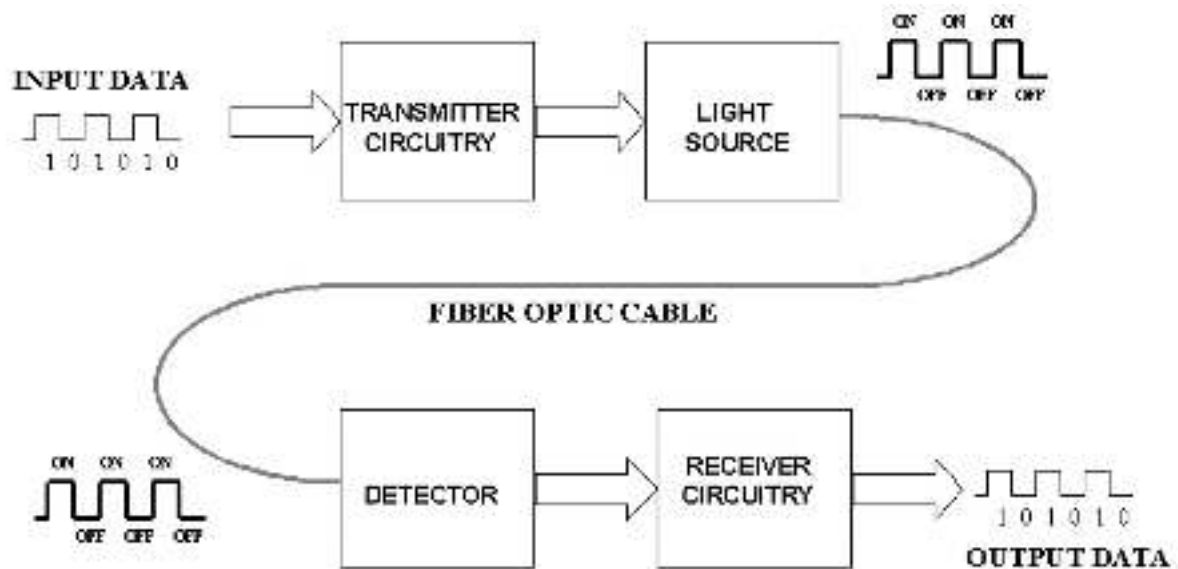 ON ON ON
OFF OFF OFF
INPUT DATA
1 0 1 0 1 0
TRANSMITTER
CIRCUITRY
LIGHT
SOURCE
FIBER OPTIC CABLE
ON ON ON
OFF OFF OFF
DETECTOR
RECEIVER
CIRCUITRY
1 0 1 0 1 0
OUTPUT DATA